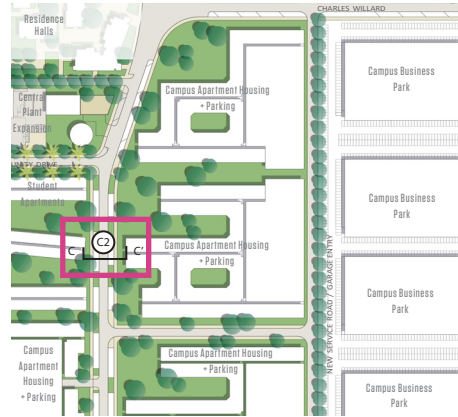 CHARLES WILLARD
Residence
Halls
Campus Business
Park
Campus Apartment Housing
+ Parking
Central
Plant
Expansion
UNITY DRIVE
Student
Apartments
Campus Business
Park
C2
C
C'
Campus Apartment Housing
+ Parking
NEW SERVICE ROAD / GARAGE ENTRY
Campus Business
Park
Campus
Apartment
Housing
+ Parking
Campus Apartment Housing
+ Parking
Campus Business
Park